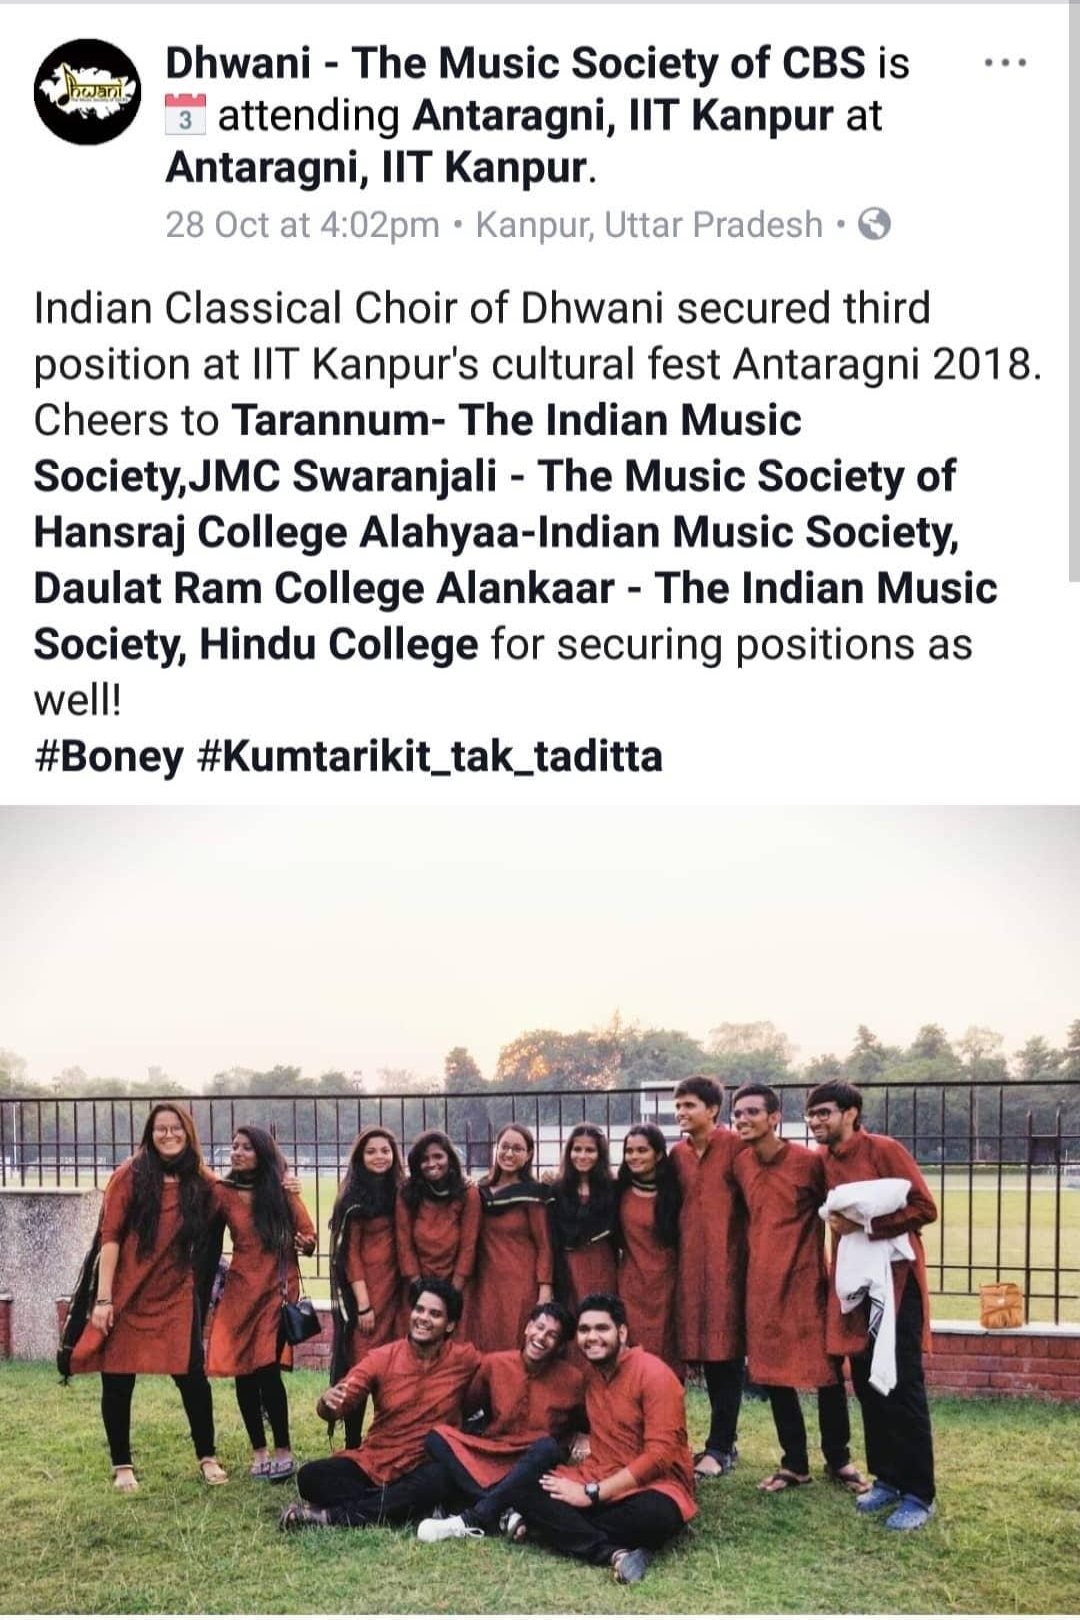 Dhwani
Dhwani - The Music Society of CBS is
3 attending Antaragni, IIT Kanpur at
Antaragni, IIT Kanpur.
28 Oct at 4:02pm • Kanpur, Uttar Pradesh •
Indian Classical Choir of Dhwani secured third
position at IIT Kanpur's cultural fest Antaragni 2018.
Cheers to Tarannum- The Indian Music
Society,JMC Swaranjali - The Music Society of
Hansraj College Alahyaa-Indian Music Society,
Daulat Ram College Alankaar - The Indian Music
Society, Hindu College for securing positions as
well!
#Boney #Kumtarikit_tak_taditta